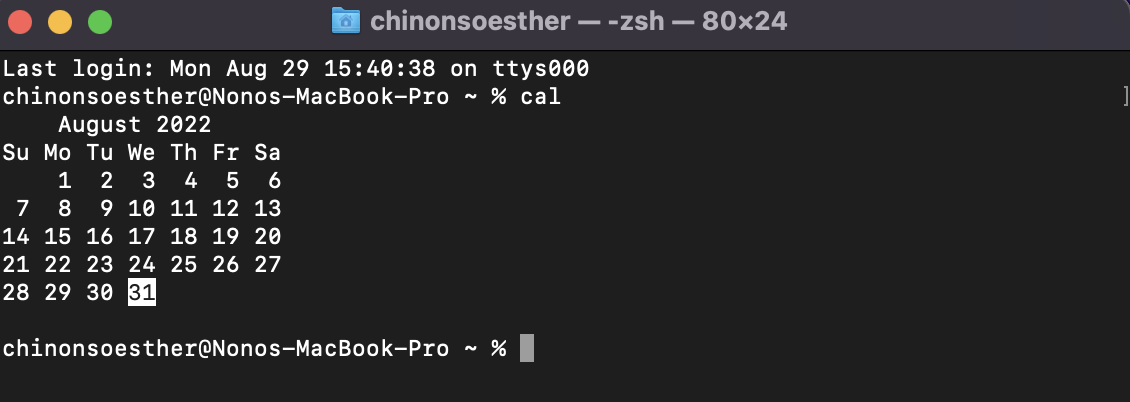 chinonsoesther — -zsh — 80×24
Last login: Mon Aug 29 15:40:38 on ttys000
chinonsoesther@Nonos-MacBook-Pro ~ % cal
    August 2022
Su Mo Tu We Th Fr Sa
    1  2  3  4  5  6
 7  8  9 10 11 12 13
14 15 16 17 18 19 20
21 22 23 24 25 26 27
28 29 30 31
chinonsoesther@Nonos-MacBook-Pro ~ %